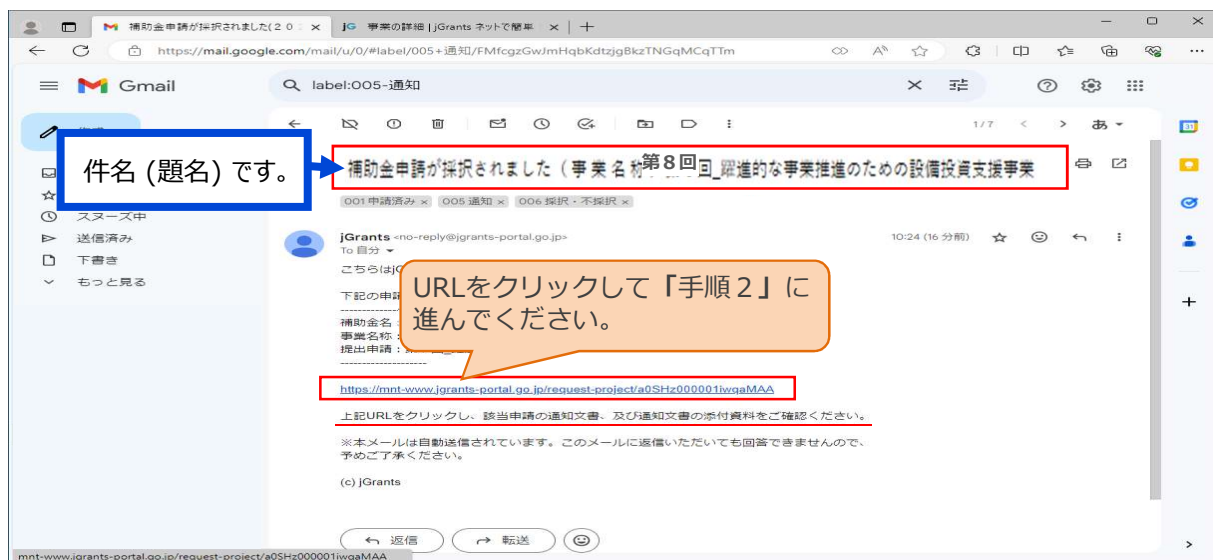 補助金申請が採択されました(２０
事業の詳細 | jGrants ネットで簡単
https://mail.google.com/mail/u/0/#label/005+通知/FMfcgzGwJmHqbKdtzjgBkzTNGqMCqTTm
Gmail
label:005-通知
1/7
あ
件名 (題名) です。
補助金申請が採択されました（事業名称 第８回 回_躍進的な事業推進のための設備投資支援事業
001 申請済み × 005 通知 × 006 採択・不採択 ×
スヌーズ中
送信済み
下書き
もっと見る
jGrants <no-reply@jgrants-portal.go.jp>
10:24 (16 分前)
To 自分
こちらはjG
下記の申請
補助金名：
事業名称：
提出申請：
URLをクリックして「手順２」に
進んでください。
https://mnt-www.jgrants-portal.go.jp/request-project/a0SHz000001iwqaMAA
上記URLをクリックし、該当申請の通知文書、及び通知文書の添付資料をご確認ください。
※本メールは自動送信されています。このメールに返信いただいても回答できませんので、
予めご了承ください。
(c) jGrants
返信
転送
mnt-www.jgrants-portal.go.jp/request-project/a0SHz000001iwqaMAA